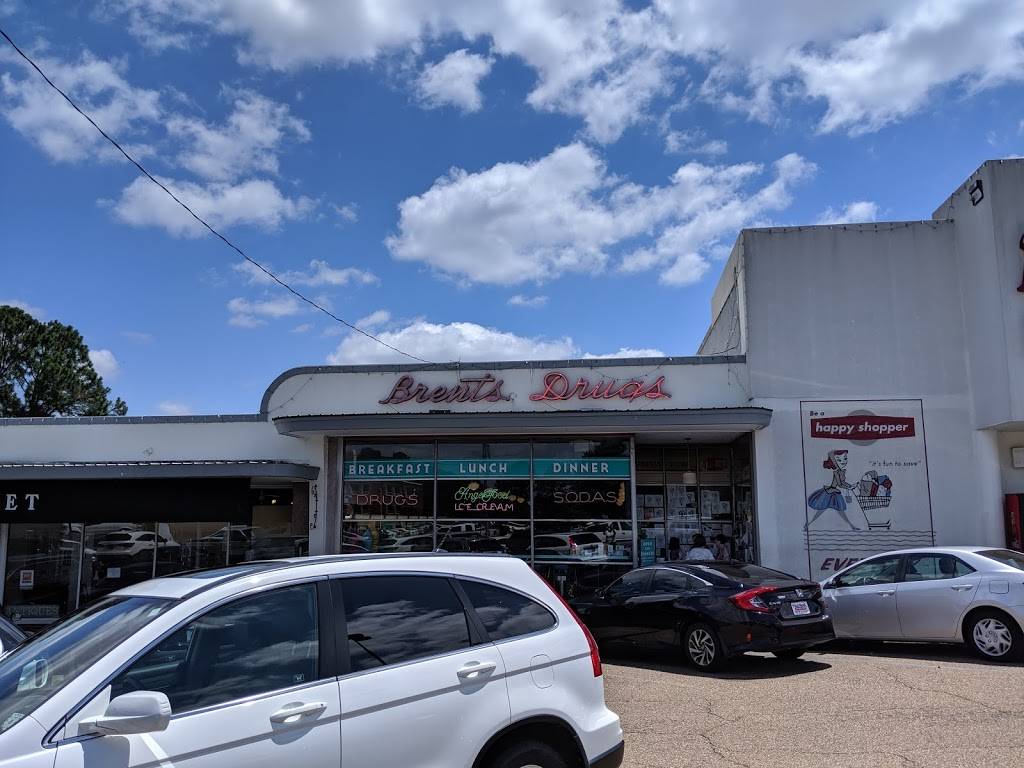 Brent's Drugs
BREAKFAST LUNCH DINNER
DRUGS
Angel Food
ICE CREAM
SODAS
Be a
happy shopper
"it's fun to save"
ET